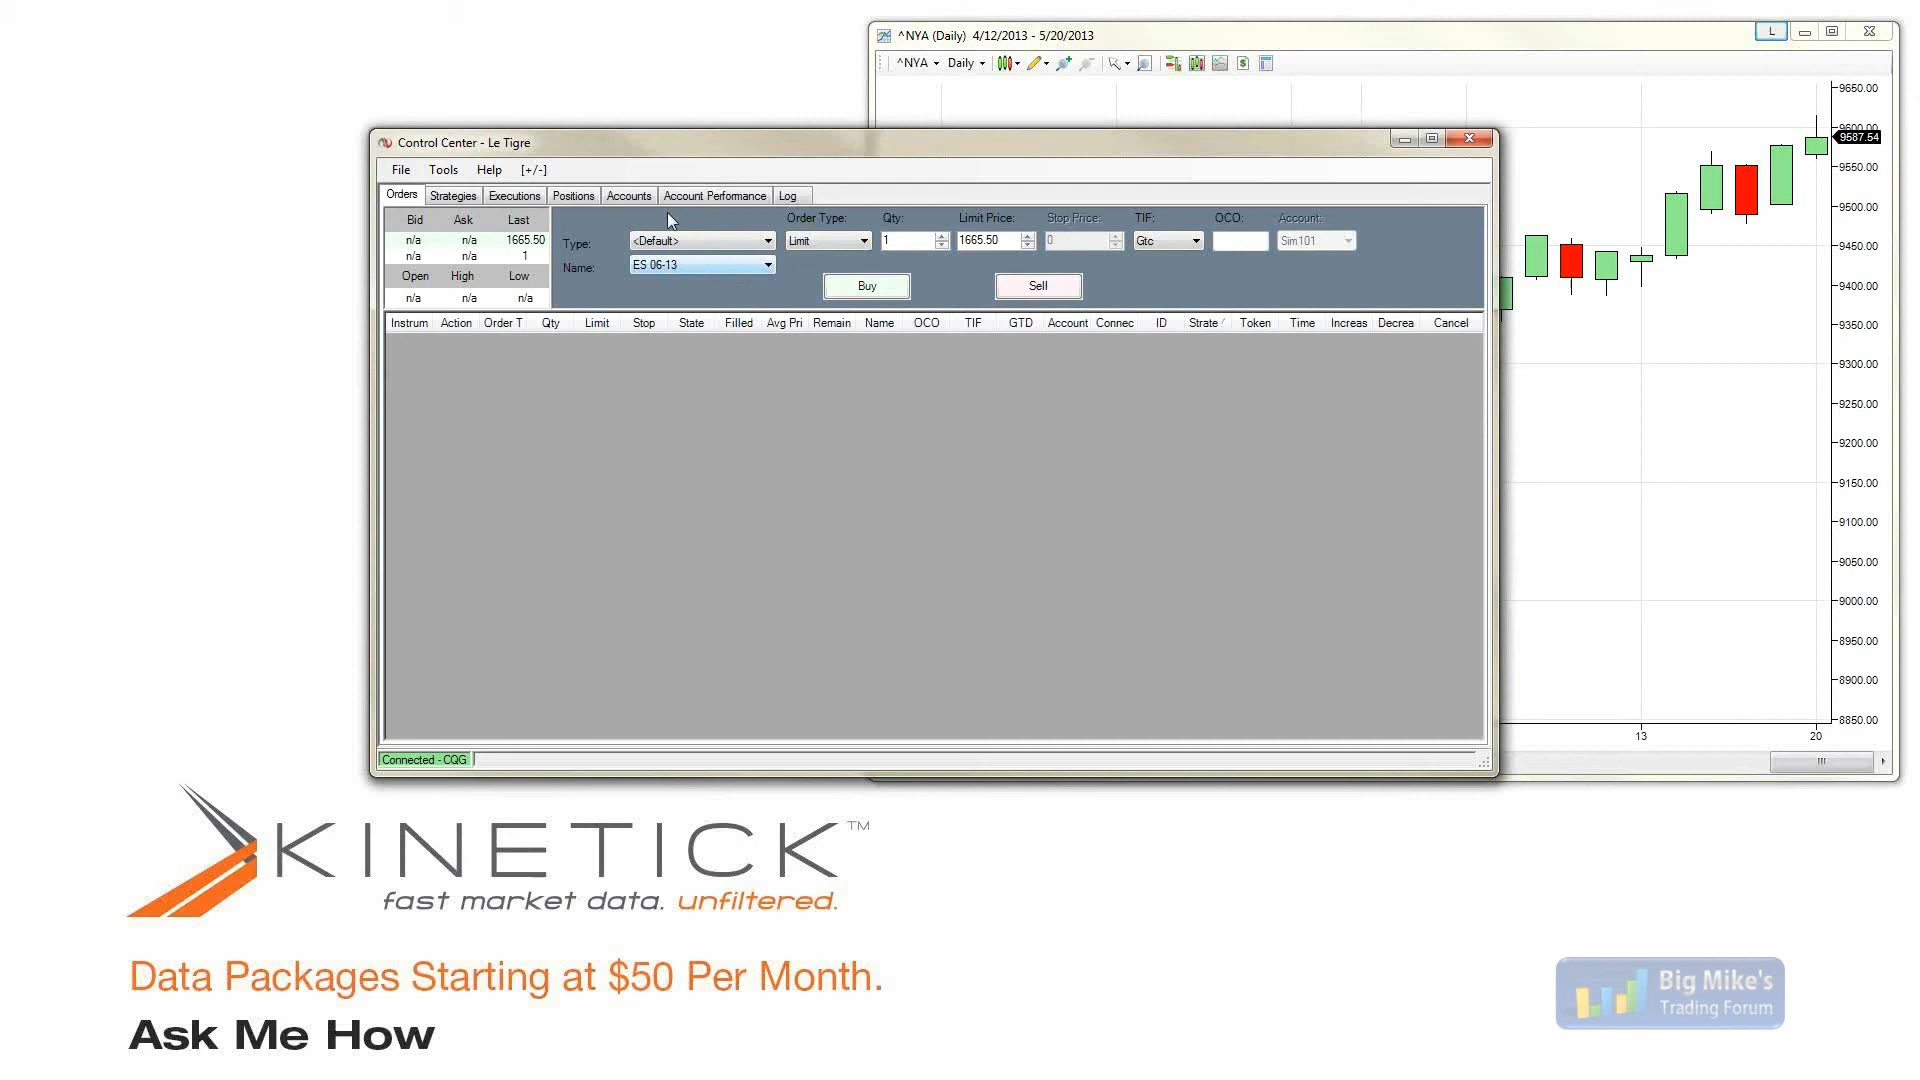 ^NYA (Daily) 4/12/2013 - 5/20/2013
L
^NYA Daily
Control Center - Le Tigre
File Tools Help [+/-]
Orders Strategies Executions Positions Accounts Account Performance Log
Bid Ask Last
n/a n/a 1665.50
n/a n/a 1
Open High Low
n/a n/a n/a
Order Type: Qty: Limit Price: Stop Price: TIF: OCO: Account:
Type: <Default> Limit 1 1665.50 0 Gtc Sim101
Name: ES 06-13
Buy Sell
Instrum Action Order T Qty Limit Stop State Filled Avg Pri Remain Name OCO TIF GTD Account Connec ID Strate Token Time Increas Decrea Cancel
Connected - CQG
9650.00
9600.00
9587.54
9550.00
9500.00
9450.00
9400.00
9350.00
9300.00
9250.00
9200.00
9150.00
9100.00
9050.00
9000.00
8950.00
8900.00
8850.00
13 20
KINETICK™
fast market data. unfiltered.
Data Packages Starting at $50 Per Month.
Ask Me How
Big Mike's
Trading Forum